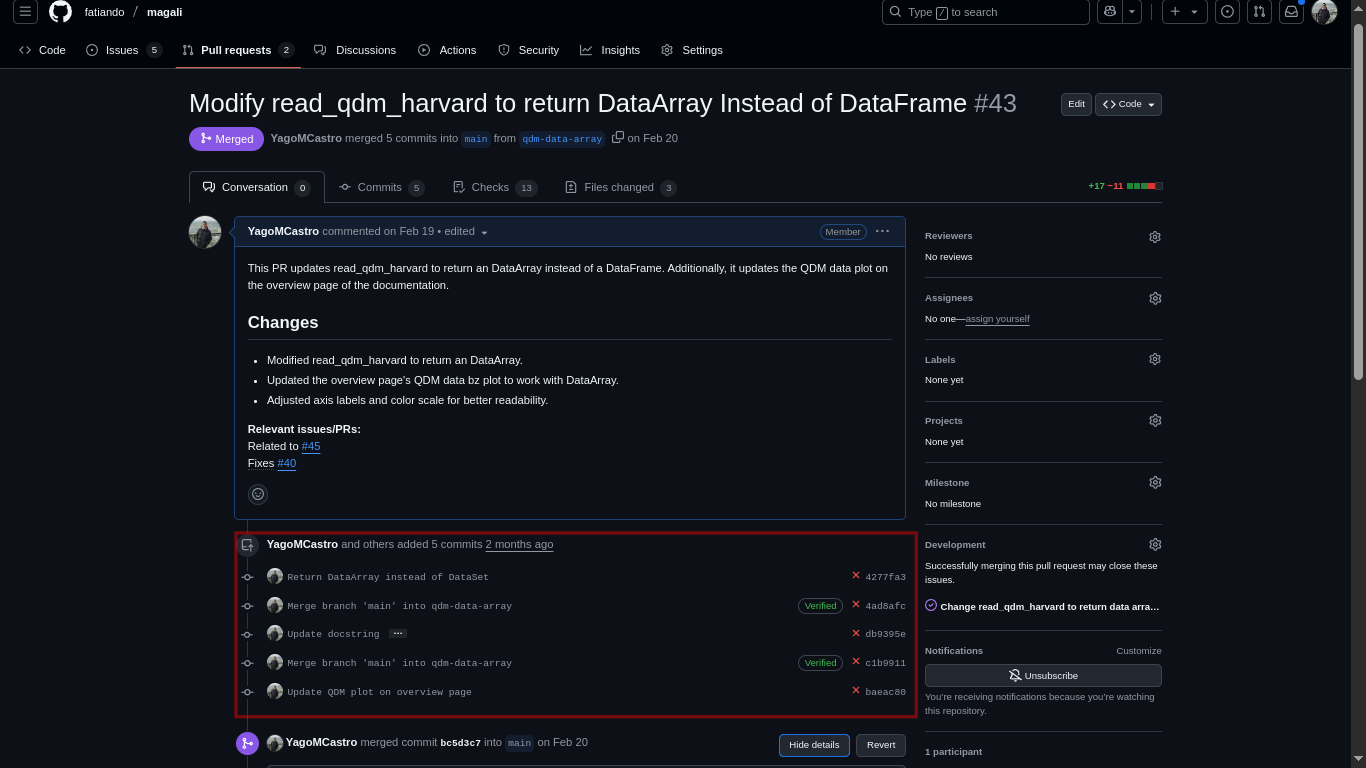 fatiando / magali
Type / to search
Code
Issues 5
Pull requests 2
Discussions
Actions
Security
Insights
Settings
Modify read_qdm_harvard to return DataArray Instead of DataFrame #43
Edit
Code
Merged
YagoMCastro merged 5 commits into main from qdm-data-array on Feb 20
Conversation 0
Commits 5
Checks 13
Files changed 3
+17 −11
YagoMCastro commented on Feb 19 • edited
Member
This PR updates read_qdm_harvard to return an DataArray instead of a DataFrame. Additionally, it updates the QDM data plot on
the overview page of the documentation.
Changes
• Modified read_qdm_harvard to return an DataArray.
• Updated the overview page's QDM data bz plot to work with DataArray.
• Adjusted axis labels and color scale for better readability.
Relevant issues/PRs:
Related to #45
Fixes #40
YagoMCastro and others added 5 commits 2 months ago
Return DataArray instead of DataSet 4277fa3
Merge branch 'main' into qdm-data-array Verified 4ad8afc
Update docstring ... db9395e
Merge branch 'main' into qdm-data-array Verified c1b9911
Update QDM plot on overview page baeac80
YagoMCastro merged commit bc5d3c7 into main on Feb 20
Hide details
Revert
Reviewers
No reviews
Assignees
No one—assign yourself
Labels
None yet
Projects
None yet
Milestone
No milestone
Development
Successfully merging this pull request may close these
issues.
Change read_qdm_harvard to return data arra...
Notifications
Customize
Unsubscribe
You're receiving notifications because you're watching
this repository.
1 participant